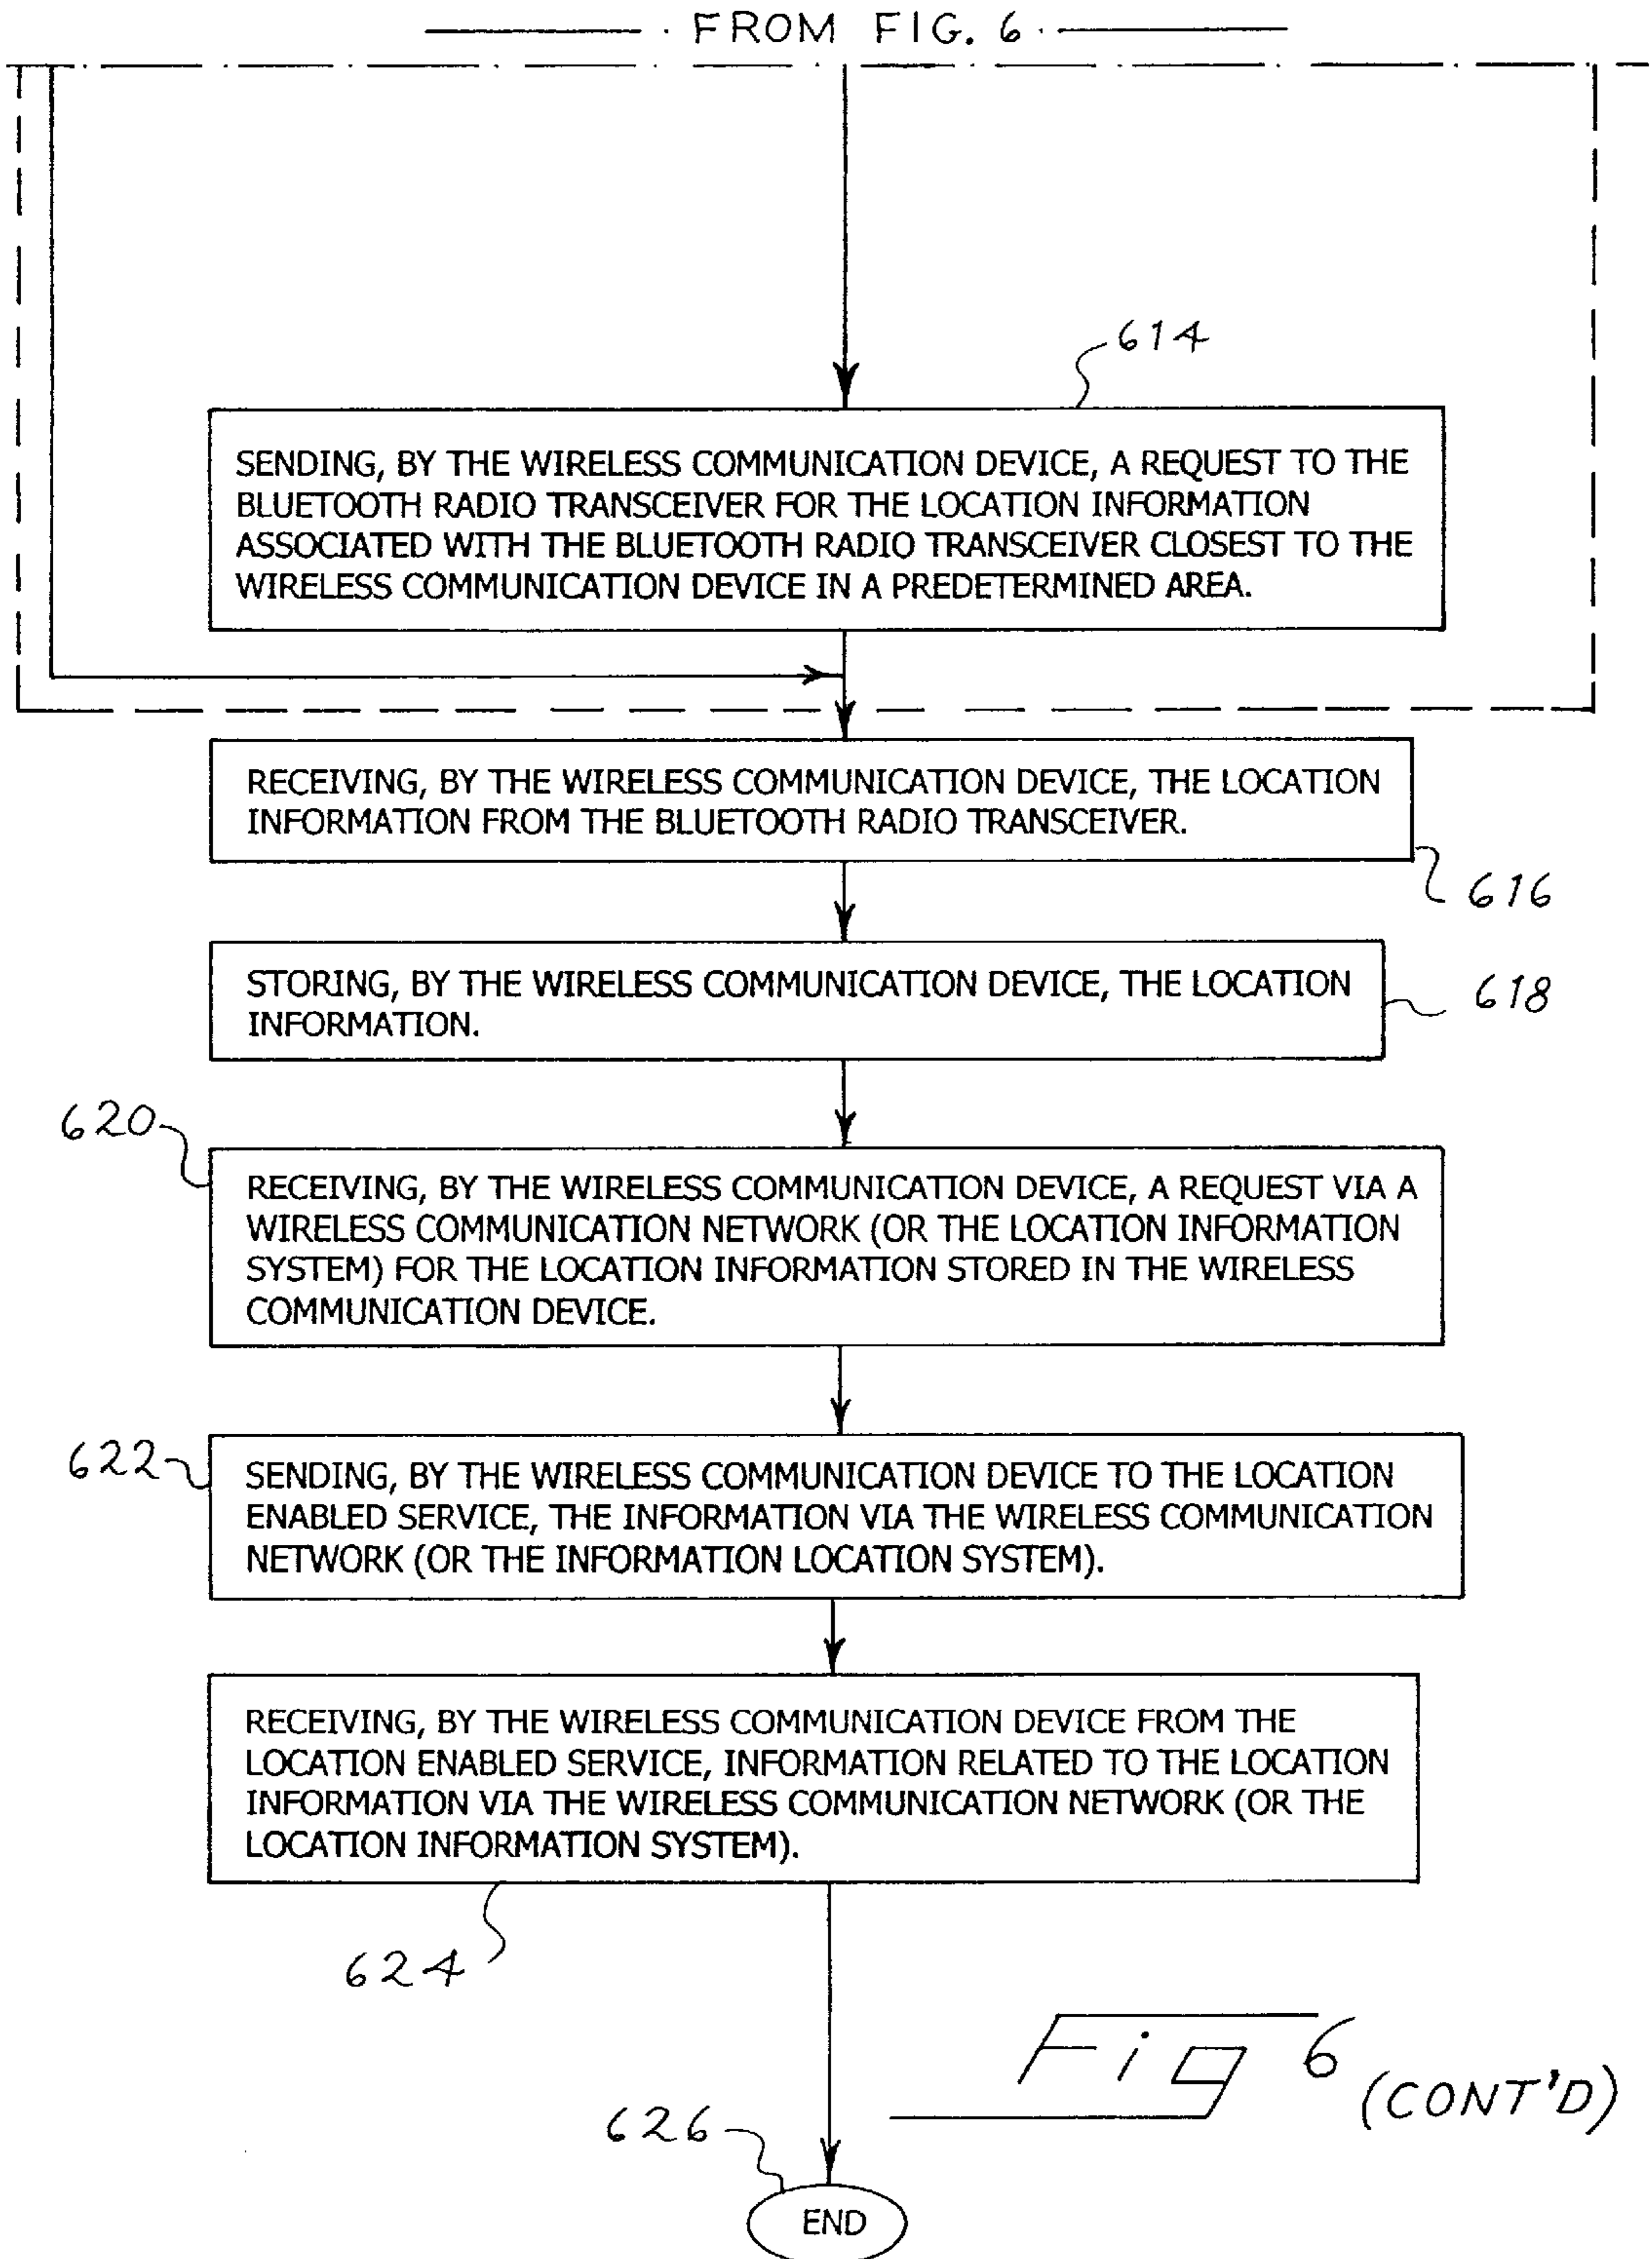 FROM FIG. 6
614
SENDING, BY THE WIRELESS COMMUNICATION DEVICE, A REQUEST TO THE
BLUETOOTH RADIO TRANSCEIVER FOR THE LOCATION INFORMATION
ASSOCIATED WITH THE BLUETOOTH RADIO TRANSCEIVER CLOSEST TO THE
WIRELESS COMMUNICATION DEVICE IN A PREDETERMINED AREA.
RECEIVING, BY THE WIRELESS COMMUNICATION DEVICE, THE LOCATION
INFORMATION FROM THE BLUETOOTH RADIO TRANSCEIVER.
616
STORING, BY THE WIRELESS COMMUNICATION DEVICE, THE LOCATION
INFORMATION.
618
620
RECEIVING, BY THE WIRELESS COMMUNICATION DEVICE, A REQUEST VIA A
WIRELESS COMMUNICATION NETWORK (OR THE LOCATION INFORMATION
SYSTEM) FOR THE LOCATION INFORMATION STORED IN THE WIRELESS
COMMUNICATION DEVICE.
622
SENDING, BY THE WIRELESS COMMUNICATION DEVICE TO THE LOCATION
ENABLED SERVICE, THE INFORMATION VIA THE WIRELESS COMMUNICATION
NETWORK (OR THE INFORMATION LOCATION SYSTEM).
RECEIVING, BY THE WIRELESS COMMUNICATION DEVICE FROM THE
LOCATION ENABLED SERVICE, INFORMATION RELATED TO THE LOCATION
INFORMATION VIA THE WIRELESS COMMUNICATION NETWORK (OR THE
LOCATION INFORMATION SYSTEM).
624
Fig 6 (CONT'D)
626
END